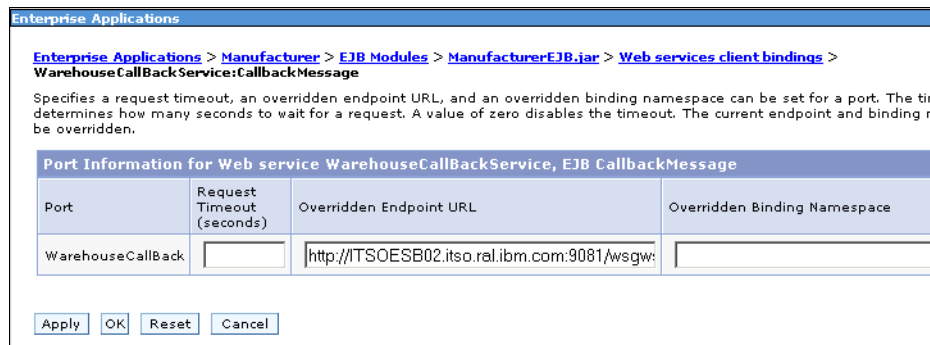 Enterprise Applications
Enterprise Applications > Manufacturer > EJB Modules > ManufacturerEJB.jar > Web services client bindings >
WarehouseCallBackService:CallbackMessage
Specifies a request timeout, an overridden endpoint URL, and an overridden binding namespace can be set for a port. The
determines how many seconds to wait for a request. A value of zero disables the timeout. The current endpoint and binding
be overridden.
Port Information for Web service WarehouseCallBackService, EJB CallbackMessage
Port
Request
Timeout
(seconds)
Overridden Endpoint URL
Overridden Binding Namespace
WarehouseCallBack
http://ITSOESB02.itso.ral.ibm.com:9081/wsgws
Apply OK Reset Cancel